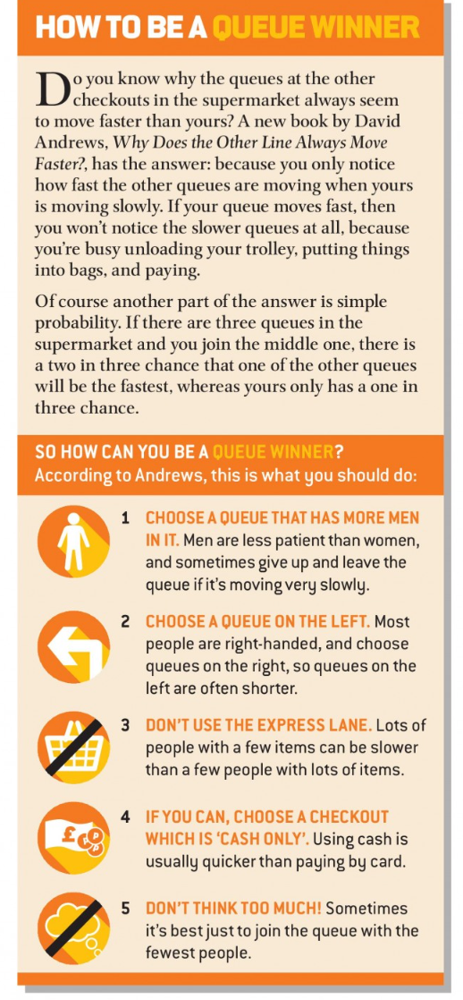 HOW TO BE A QUEUE WINNER
Do you know why the queues at the other
checkouts in the supermarket always seem
to move faster than yours? A new book by David
Andrews, Why Does the Other Line Always Move
Faster?, has the answer: because you only notice
how fast the other queues are moving when yours
is moving slowly. If your queue moves fast, then
you won't notice the slower queues at all, because
you're busy unloading your trolley, putting things
into bags, and paying.
Of course another part of the answer is simple
probability. If there are three queues in the
supermarket and you join the middle one, there is
a two in three chance that one of the other queues
will be the fastest, whereas yours only has a one in
three chance.
SO HOW CAN YOU BE A QUEUE WINNER?
According to Andrews, this is what you should do:
1 CHOOSE A QUEUE THAT HAS MORE MEN
IN IT. Men are less patient than women,
and sometimes give up and leave the
queue if it's moving very slowly.
2 CHOOSE A QUEUE ON THE LEFT. Most
people are right-handed, and choose
queues on the right, so queues on the
left are often shorter.
3 DON'T USE THE EXPRESS LANE. Lots of
people with a few items can be slower
than a few people with lots of items.
£ P P P
4 IF YOU CAN, CHOOSE A CHECKOUT
WHICH IS 'CASH ONLY'. Using cash is
usually quicker than paying by card.
5 DON'T THINK TOO MUCH! Sometimes
it's best just to join the queue with the
fewest people.